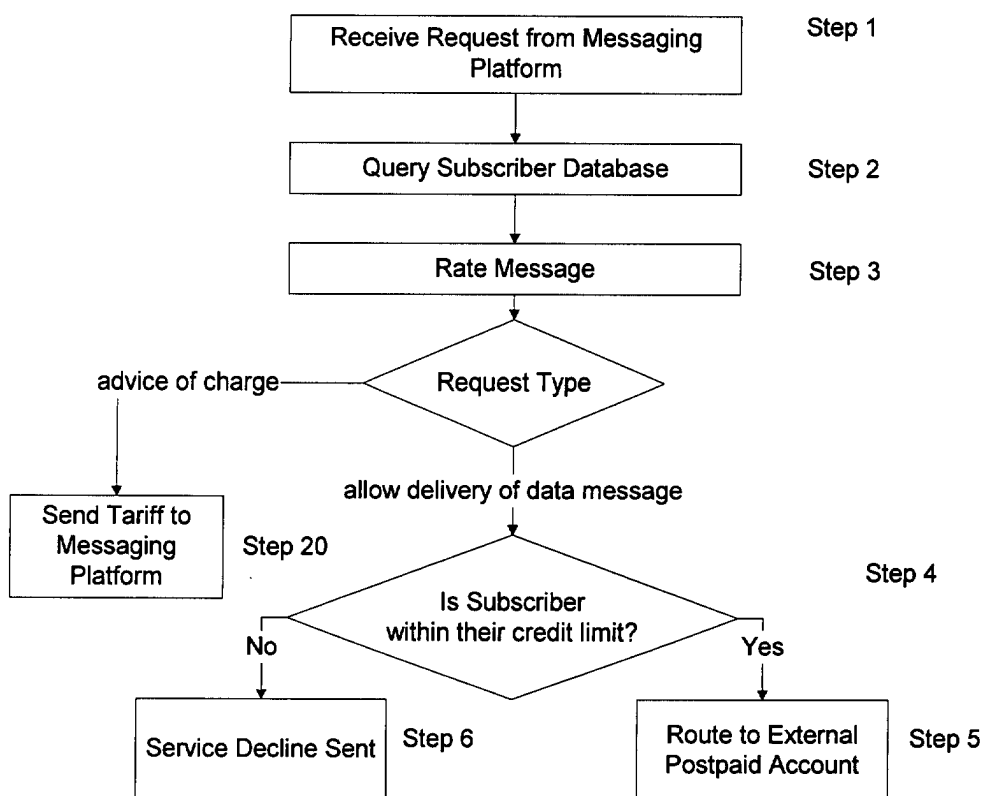 Receive Request from Messaging
Platform
Step 1
Query Subscriber Database
Step 2
Rate Message
Step 3
Request Type
advice of charge
allow delivery of data message
Send Tariff to
Messaging
Platform
Step 20
Step 4
Is Subscriber
within their credit limit?
No
Yes
Service Decline Sent
Step 6
Route to External
Postpaid Account
Step 5